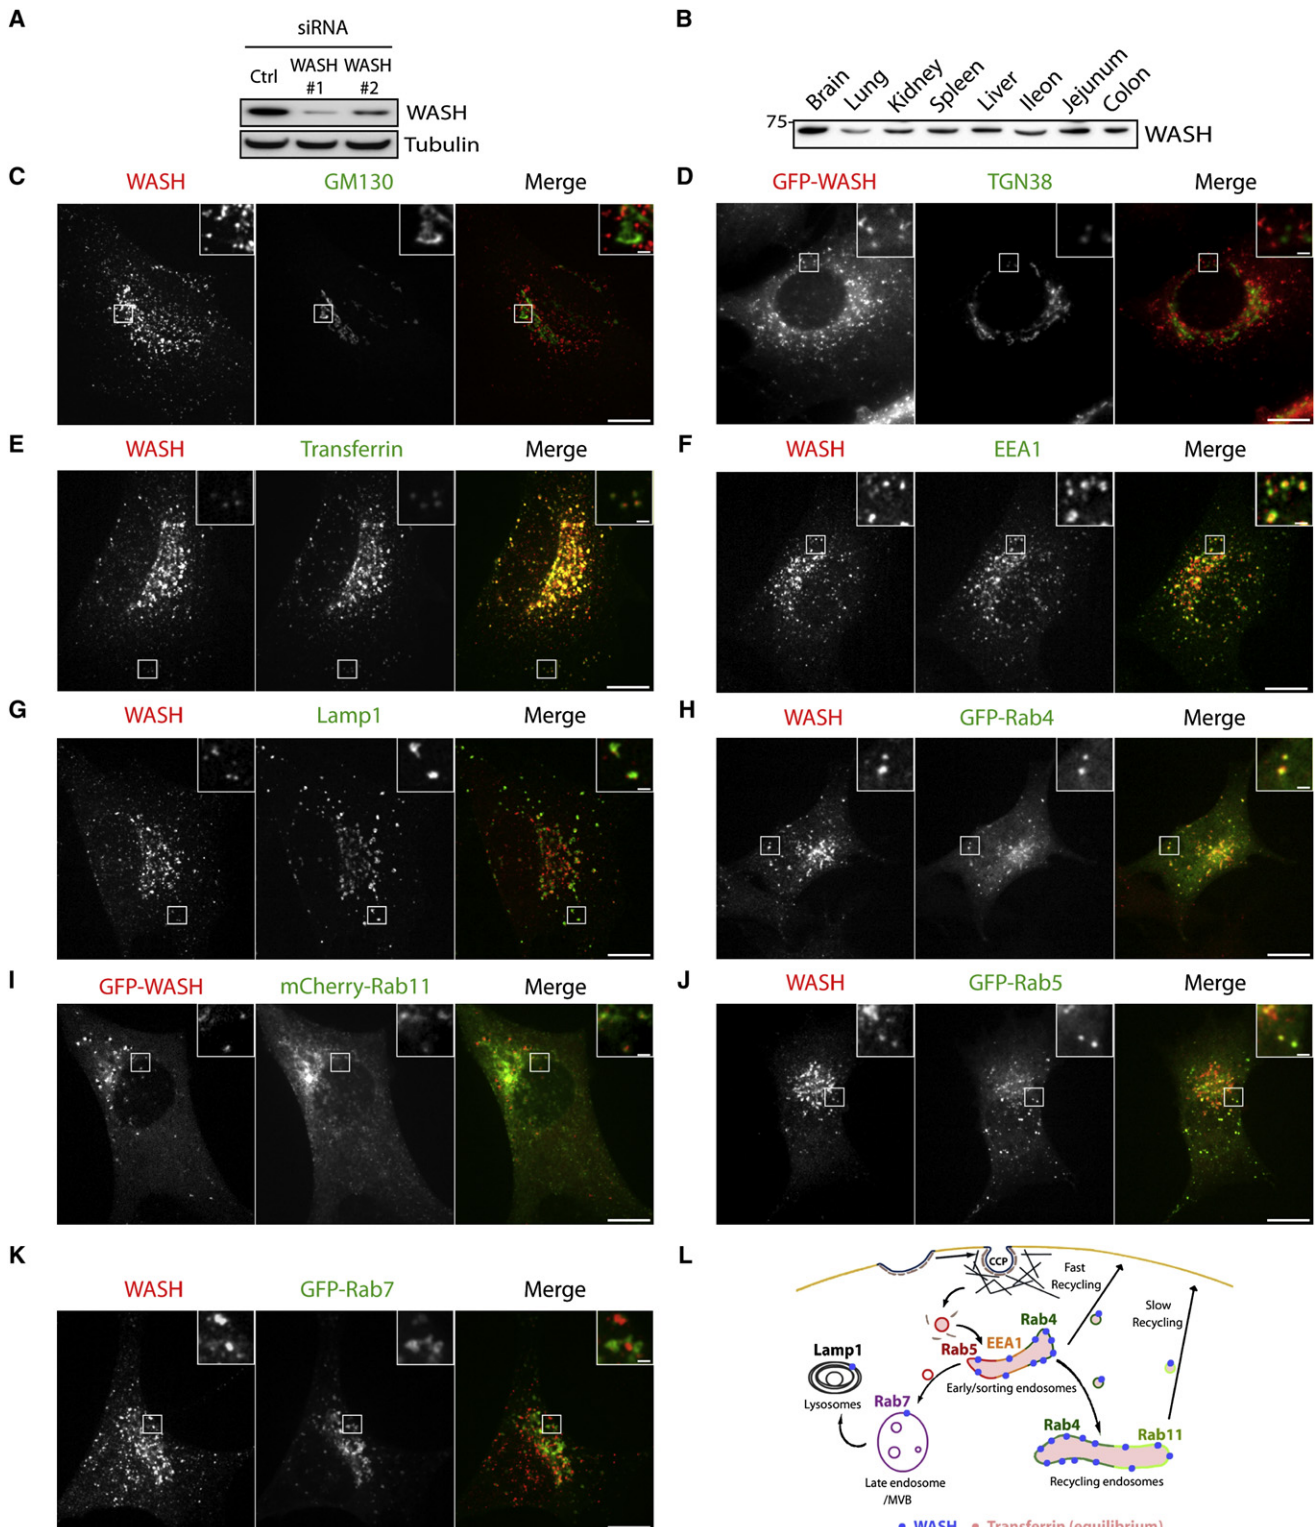 A
siRNA
Ctrl
WASH #1
WASH #2
WASH
Tubulin
B
Brain
Lung
Kidney
Spleen
Liver
Ileon
Jejunum
Colon
75-
WASH
C
WASH
GM130
Merge
D
GFP-WASH
TGN38
Merge
E
WASH
Transferrin
Merge
F
WASH
EEA1
Merge
G
WASH
Lamp1
Merge
H
WASH
GFP-Rab4
Merge
I
GFP-WASH
mCherry-Rab11
Merge
J
WASH
GFP-Rab5
Merge
K
WASH
GFP-Rab7
Merge
L
CCP
Fast
Recycling
Slow
Recycling
Rab4
EEA1
Rab5
Early/sorting endosomes
Lamp1
Lysosomes
Rab7
Late endosome
/MVB
Rab4
Rab11
Recycling endosomes
WASH
Transferrin (equilibrium)